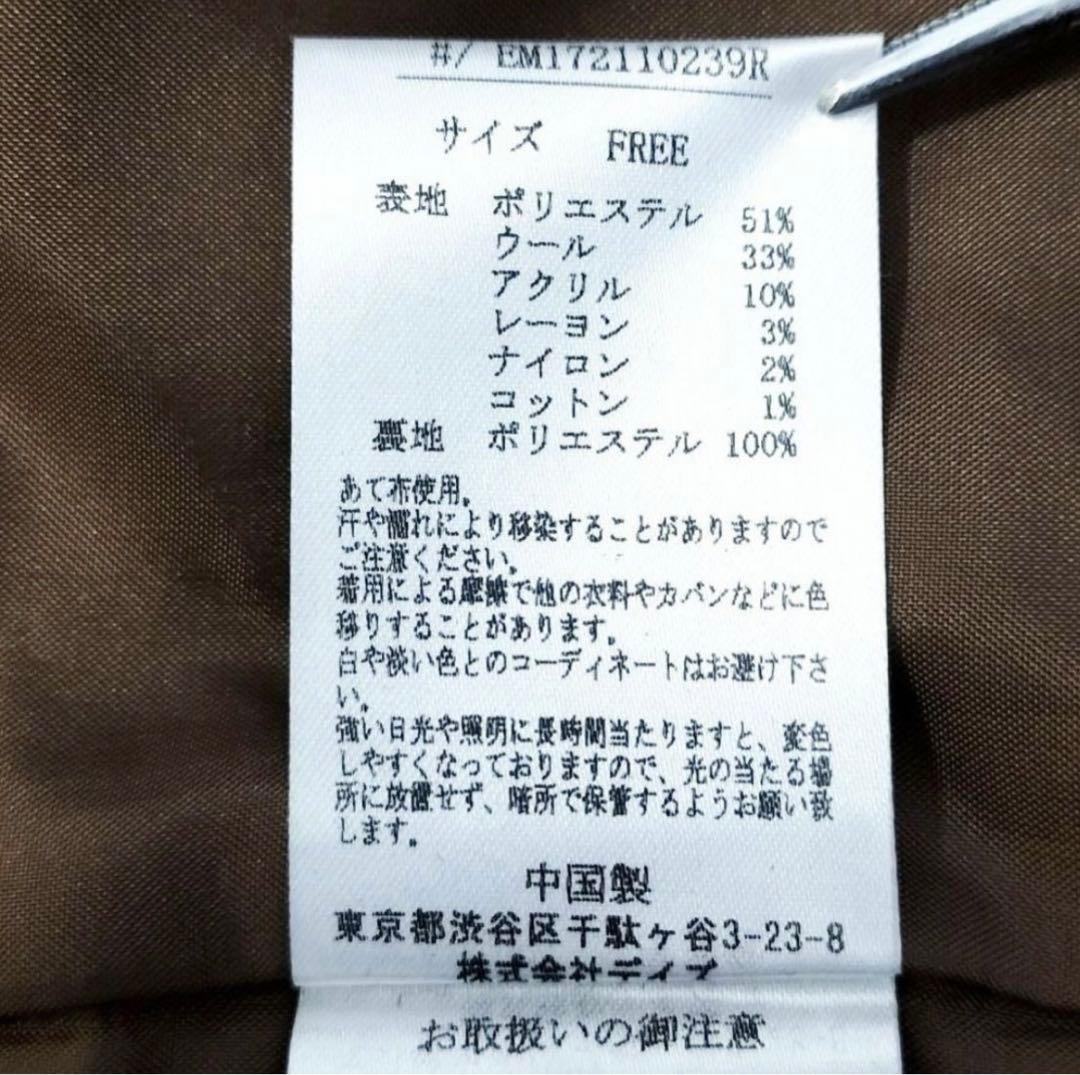 #/ EM172110239R
サイズ FREE
表地 ポリエステル 51%
ウール 33%
アクリル 10%
レーヨン 3%
ナイロン 2%
コットン 1%
裏地 ポリエステル 100%
あて布使用。
汗や濡れにより移染することがありますので
ご注意ください。
着用による摩擦で他の衣料やカバンなどに色
移りすることがあります。
白や淡い色とのコーディネートはお避け下さ
い。
強い日光や照明に長時間当たりますと、変色
しやすくなっておりますので、光の当たる場
所に放置せず、暗所で保管するようお願い致
します。
中国製
東京都渋谷区千駄ヶ谷3-23-8
株式会社デイズ
お取扱いの御注意